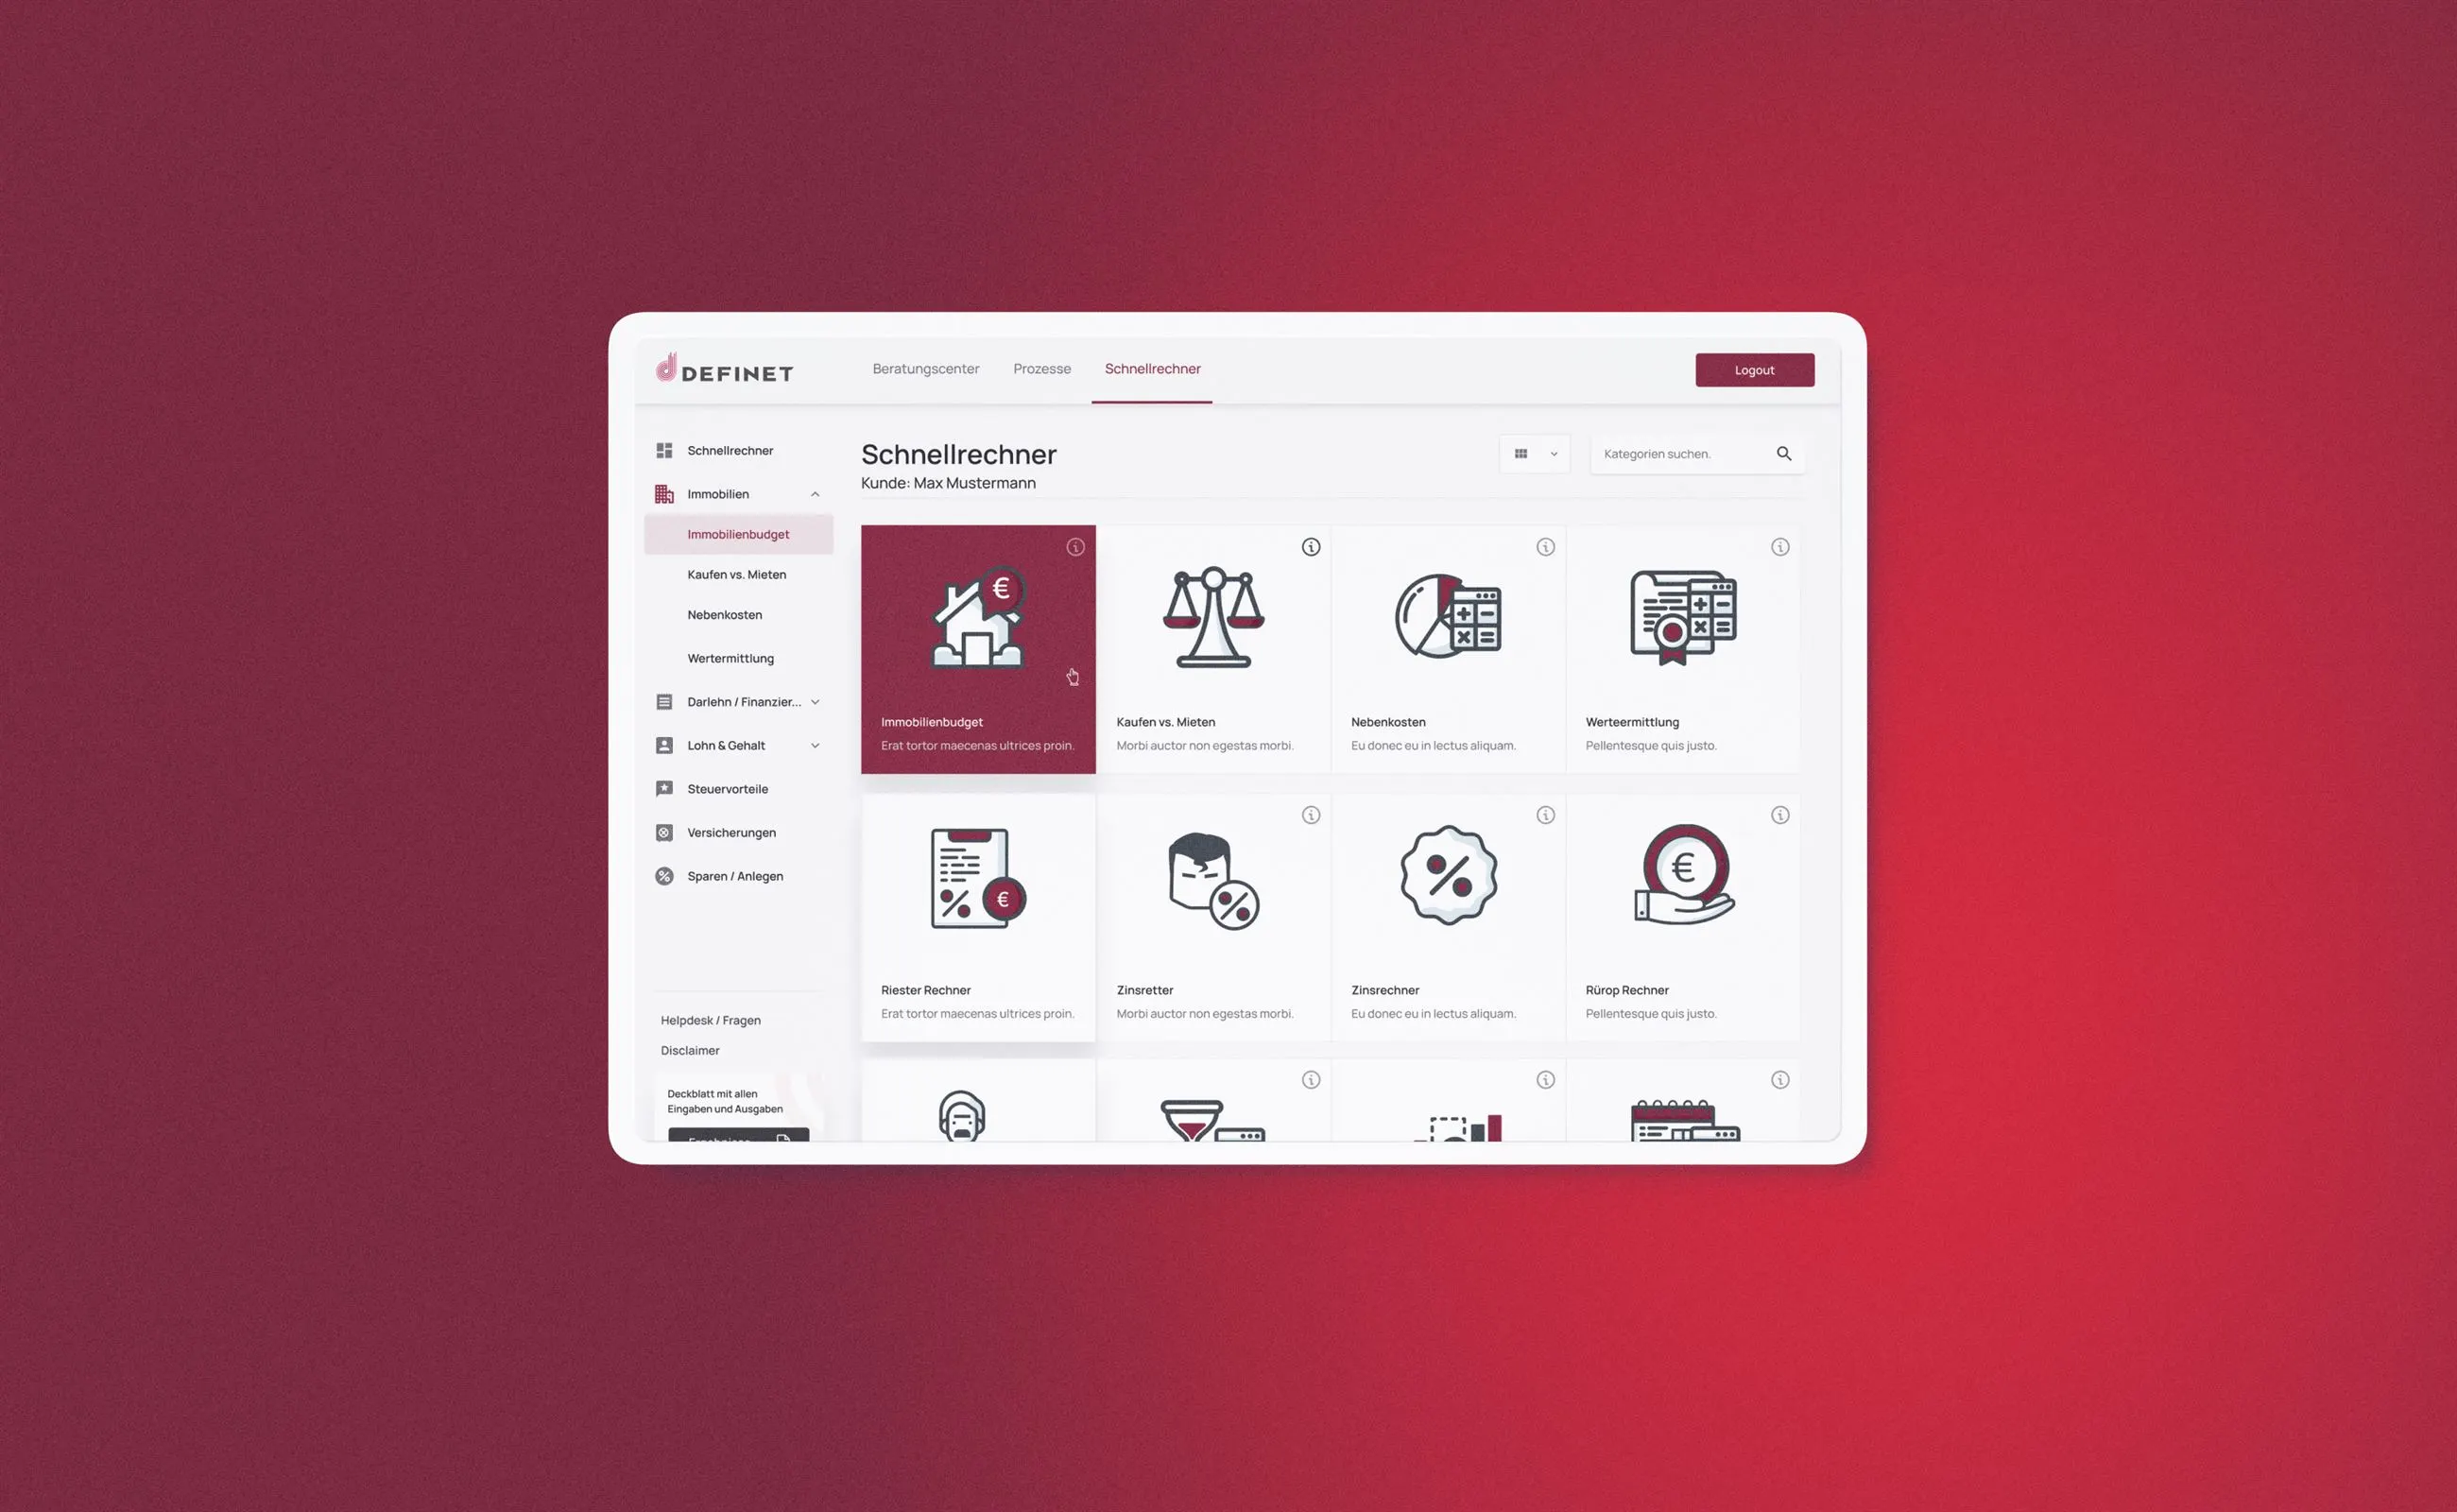 DEFINET
Beratungscenter
Prozesse
Schnellrechner
Logout
Schnellrechner
Immobilien
Immobilienbudget
Kaufen vs. Mieten
Nebenkosten
Wertermittlung
Darlehn / Finanzier...
Lohn & Gehalt
Steuervorteile
Versicherungen
Sparen / Anlegen
Helpdesk / Fragen
Disclaimer
Deckblatt mit allen
Eingaben und Ausgaben
Schnellrechner
Kunde: Max Mustermann
Kategorien suchen.
€
Immobilienbudget
Erat tortor maecenas ultrices proin.
Kaufen vs. Mieten
Morbi auctor non egestas morbi.
Nebenkosten
Eu donec eu in lectus aliquam.
Werteermittlung
Pellentesque quis justo.
€
Riester Rechner
Erat tortor maecenas ultrices proin.
Zinsretter
Morbi auctor non egestas morbi.
%
Zinsrechner
Eu donec eu in lectus aliquam.
€
Rürop Rechner
Pellentesque quis justo.